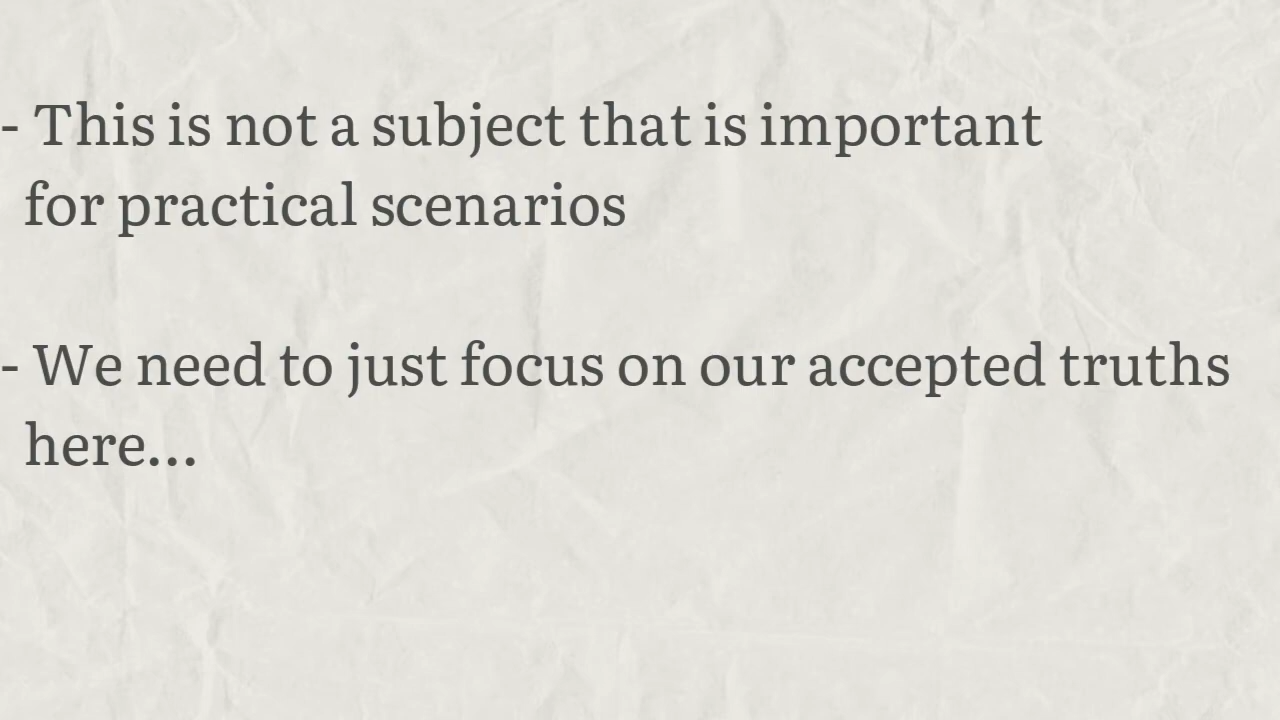 - This is not a subject that is important
for practical scenarios
- We need to just focus on our accepted truths
here...